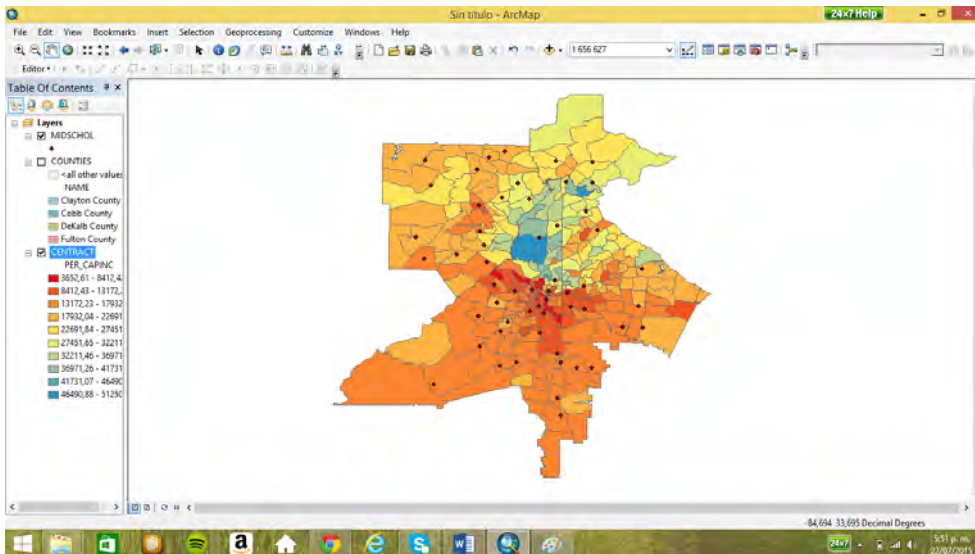 Sin título - ArcMap
24x7 Help
File Edit View Bookmarks Insert Selection Geoprocessing Customize Windows Help
1:656 627
Editor
Table Of Contents
Layers
MIDSCHOL
COUNTIES
<all other values
NAME
Clayton County
Cobb County
DeKalb County
Fulton County
CENTRACT
PER_CAPINC
3652,61 - 8412,4
8412,43 - 13172,
13172,23 - 17932
17932,04 - 22691
22691,84 - 27451
27451,65 - 32211
32211,46 - 36971
36971,26 - 41731
41731,07 - 46490
46490,88 - 51250
-84,694 33,695 Decimal Degrees
24x7
5:51 p. m.
22/07/2015